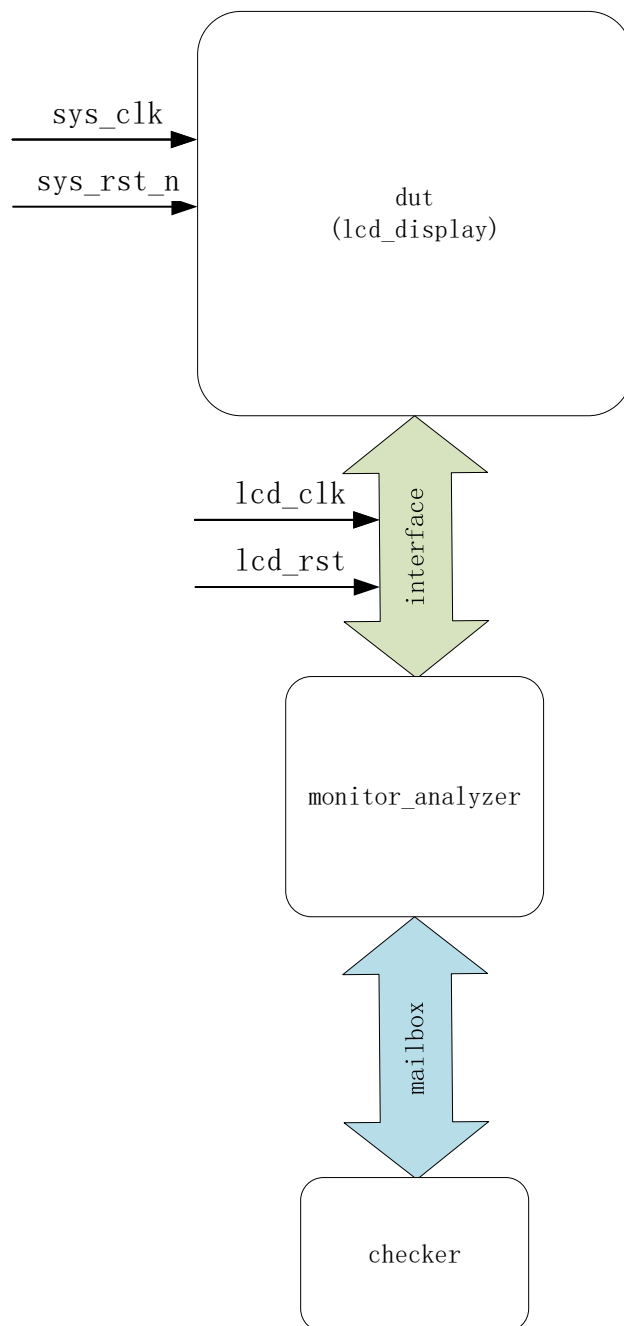 sys_clk
sys_rst_n
dut
(lcd_display)
lcd_clk
lcd_rst
interface
monitor_analyzer
mailbox
checker